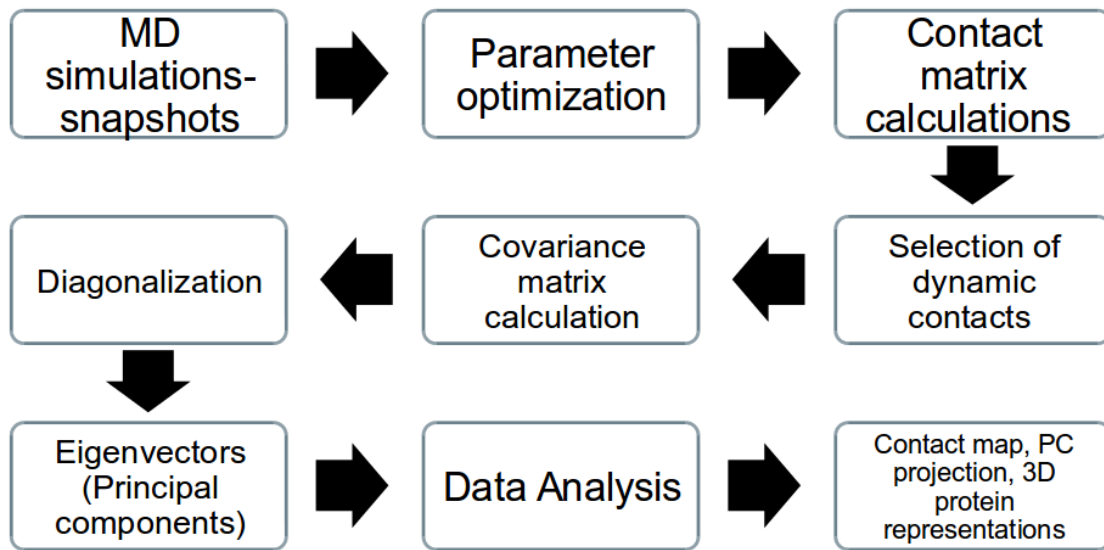 MD
simulations-
snapshots
Parameter
optimization
Contact
matrix
calculations
Selection of
dynamic
contacts
Covariance
matrix
calculation
Diagonalization
Eigenvectors
(Principal
components)
Data Analysis
Contact map, PC
projection, 3D
protein
representations